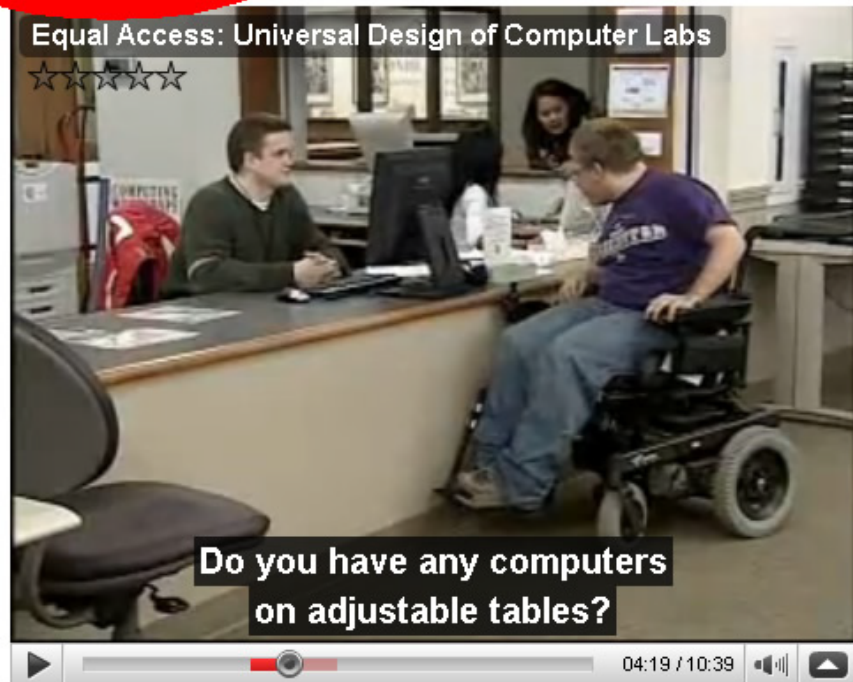 Equal Access: Universal Design of Computer Labs
COMPUTING
Do you have any computers
on adjustable tables?
04:19 / 10:39